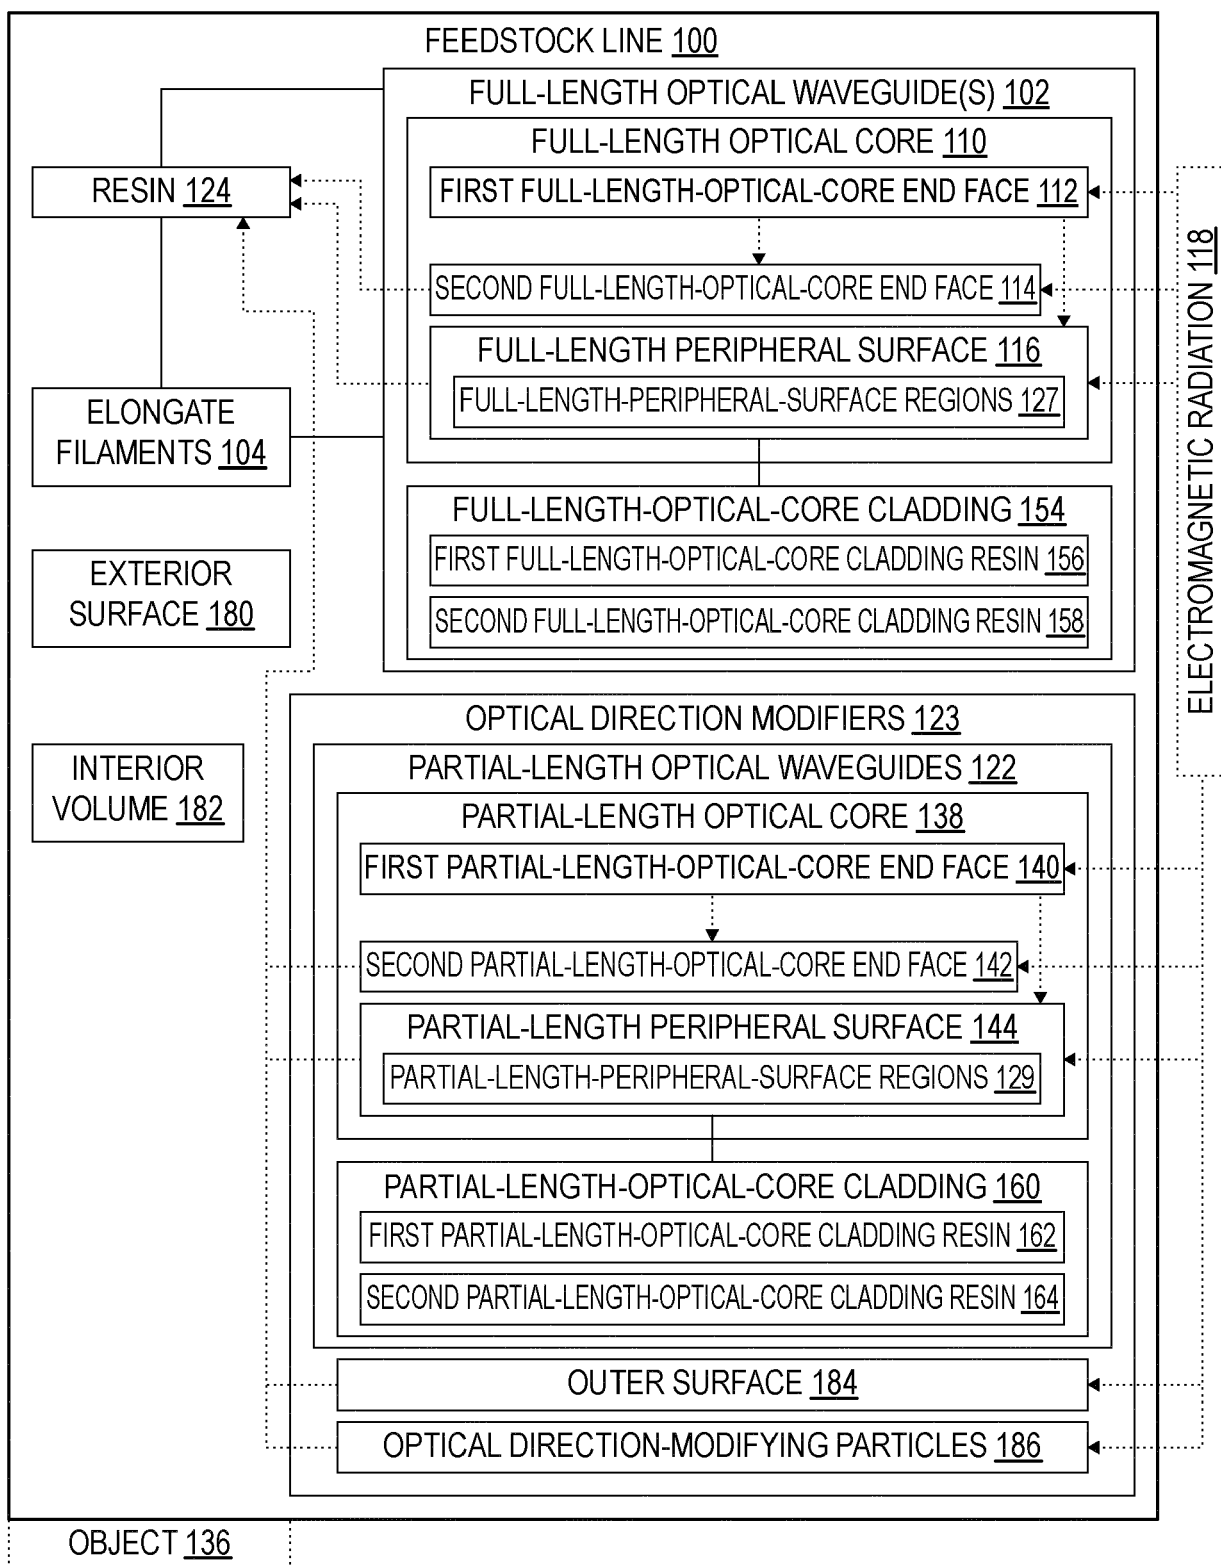 FEEDSTOCK LINE 100
FULL-LENGTH OPTICAL WAVEGUIDE(S) 102
FULL-LENGTH OPTICAL CORE 110
FIRST FULL-LENGTH-OPTICAL-CORE END FACE 112
SECOND FULL-LENGTH-OPTICAL-CORE END FACE 114
FULL-LENGTH PERIPHERAL SURFACE 116
FULL-LENGTH-PERIPHERAL-SURFACE REGIONS 127
FULL-LENGTH-OPTICAL-CORE CLADDING 154
FIRST FULL-LENGTH-OPTICAL-CORE CLADDING RESIN 156
SECOND FULL-LENGTH-OPTICAL-CORE CLADDING RESIN 158
RESIN 124
ELONGATE
FILAMENTS 104
EXTERIOR
SURFACE 180
INTERIOR
VOLUME 182
ELECTROMAGNETIC RADIATION 118
OPTICAL DIRECTION MODIFIERS 123
PARTIAL-LENGTH OPTICAL WAVEGUIDES 122
PARTIAL-LENGTH OPTICAL CORE 138
FIRST PARTIAL-LENGTH-OPTICAL-CORE END FACE 140
SECOND PARTIAL-LENGTH-OPTICAL-CORE END FACE 142
PARTIAL-LENGTH PERIPHERAL SURFACE 144
PARTIAL-LENGTH-PERIPHERAL-SURFACE REGIONS 129
PARTIAL-LENGTH-OPTICAL-CORE CLADDING 160
FIRST PARTIAL-LENGTH-OPTICAL-CORE CLADDING RESIN 162
SECOND PARTIAL-LENGTH-OPTICAL-CORE CLADDING RESIN 164
OUTER SURFACE 184
OPTICAL DIRECTION-MODIFYING PARTICLES 186
OBJECT 136